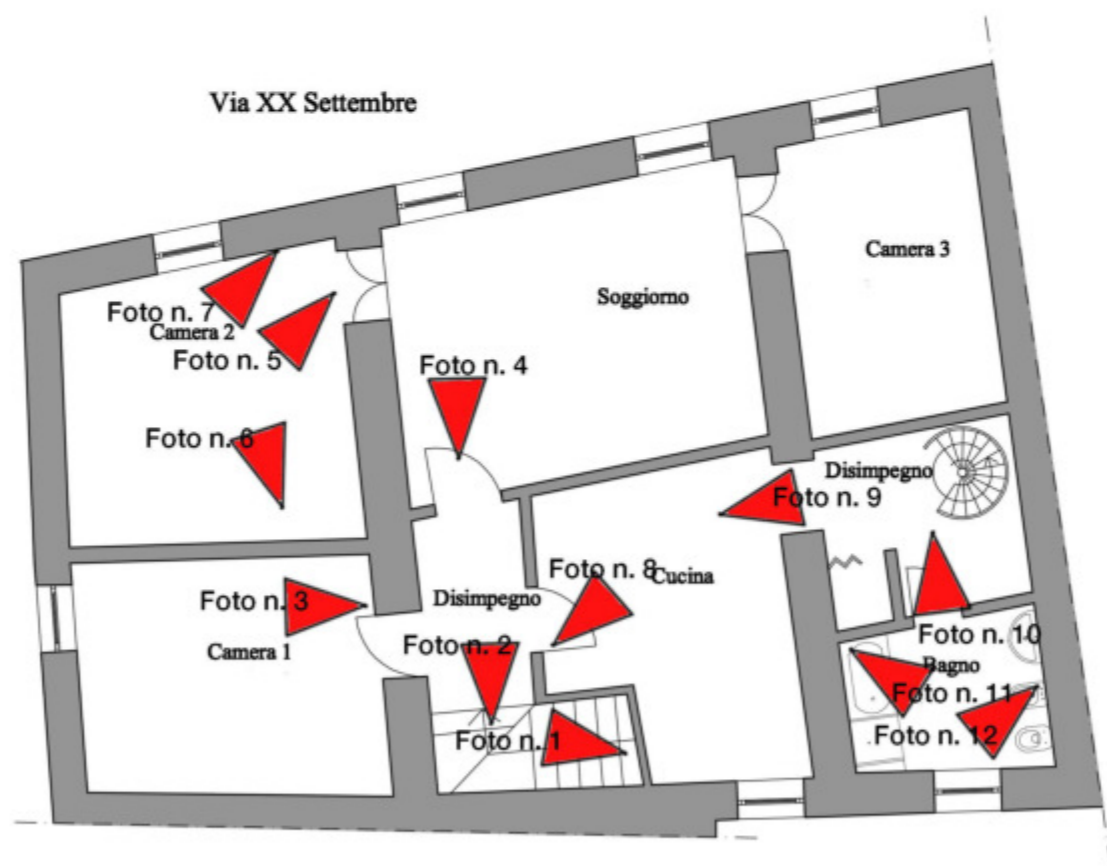 Via XX Settembre
Camera 3
Soggiorno
Foto n. 7
Camera 2
Foto n. 5
Foto n. 4
Foto n. 6
Disimpegno
Foto n. 9
Foto n. 8
Cucina
Foto n. 3
Disimpegno
Camera 1
Foto n. 2
Foto n. 10
Bagno
Foto n. 11
Foto n. 1
Foto n. 12